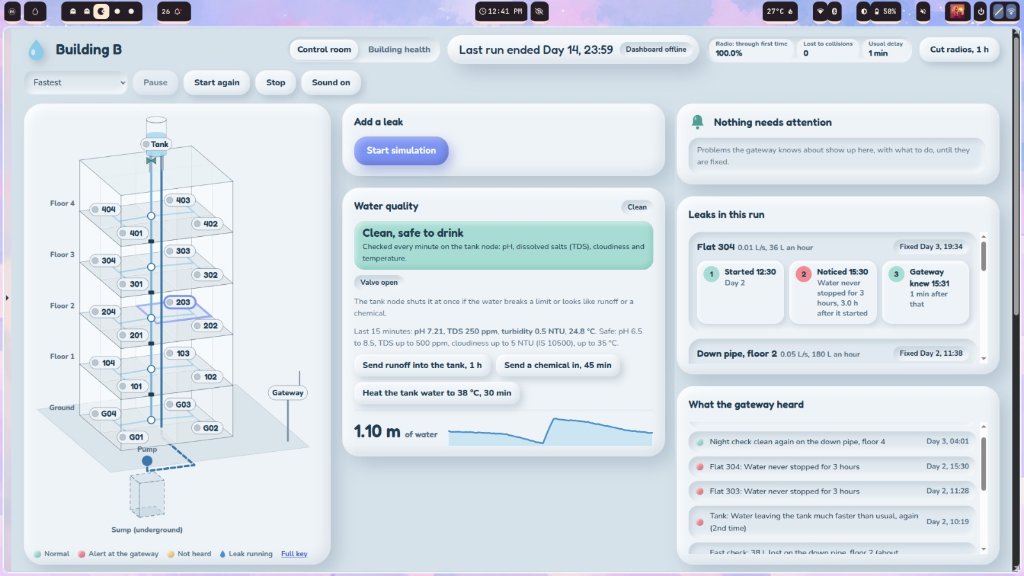 26
12:41 PM
27°C
58%
Building B
Control room
Building health
Last run ended Day 14, 23:59
Dashboard offline
Radio: through first time
100.0%
Lost to collisions
0
Usual delay
1 min
Cut radios, 1 h
Fastest
Pause
Start again
Stop
Sound on
Tank
Floor 4
404
403
402
401
Floor 3
304
303
302
301
Floor 2
204
203
202
201
Floor 1
104
103
102
101
Ground
G04
G03
G02
G01
Gateway
Pump
Sump (underground)
Normal
Alert at the gateway
Not heard
Leak running
Full key
Add a leak
Start simulation
Water quality
Clean
Clean, safe to drink
Checked every minute on the tank node: pH, dissolved salts (TDS), cloudiness and
temperature.
Valve open
The tank node shuts it at once if the water breaks a limit or looks like runoff or a
chemical.
Last 15 minutes: pH 7.21, TDS 250 ppm, turbidity 0.5 NTU, 24.8 °C. Safe: pH 6.5
to 8.5, TDS up to 500 ppm, cloudiness up to 5 NTU (IS 10500), up to 35 °C.
Send runoff into the tank, 1 h
Send a chemical in, 45 min
Heat the tank water to 38 °C, 30 min
1.10 m of water
Nothing needs attention
Problems the gateway knows about show up here, with what to do, until they
are fixed.
Leaks in this run
Flat 304 0.01 L/s, 36 L an hour
Fixed Day 3, 19:34
1
Started 12:30
Day 2
2
Noticed 15:30
Water never
stopped for 3
hours, 3.0 h
after it started
3
Gateway
knew 15:31
1 min after
that
Down pipe, floor 2 0.05 L/s, 180 L an hour
Fixed Day 2, 11:38
What the gateway heard
Night check clean again on the down pipe, floor 4
Day 3, 04:01
Flat 304: Water never stopped for 3 hours
Day 2, 15:30
Flat 303: Water never stopped for 3 hours
Day 2, 11:28
Tank: Water leaving the tank much faster than usual, again
(2nd time)
Day 2, 10:19
Fast check: 38 L lost on the down pipe, floor 2 (about